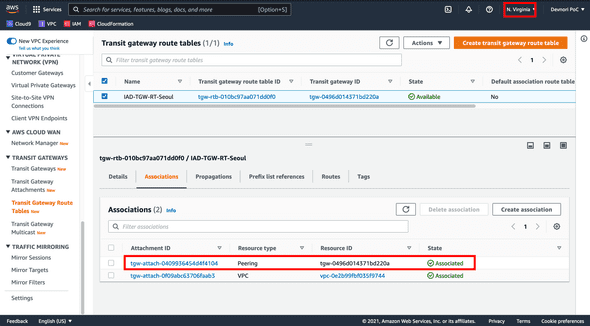 aws
Services
Search for services, features, blogs, docs, and more
[Option+S]
N. Virginia
Devmori PoC
Cloud9
VPC
IAM
CloudFormation
New VPC Experience
Tell us what you think
VIRTUAL PRIVATE
NETWORK (VPN)
Customer Gateways
Virtual Private Gateways
Site-to-Site VPN
Connections
Client VPN Endpoints
AWS CLOUD WAN
Network Manager New
TRANSIT GATEWAYS
Transit Gateways New
Transit Gateway
Attachments New
Transit Gateway Route
Tables New
Transit Gateway
Multicast New
TRAFFIC MIRRORING
Mirror Sessions
Mirror Targets
Mirror Filters
Settings
Transit gateway route tables (1/1) Info
Actions
Create transit gateway route table
Filter transit gateway route tables
1
Name
Transit gateway route table ID
Transit gateway ID
State
Default association route table
IAD-TGW-RT-Seoul
tgw-rtb-010bc97aa071dd0f0
tgw-0496d014371bd220a
Available
No
tgw-rtb-010bc97aa071dd0f0 / IAD-TGW-RT-Seoul
Details
Associations
Propagations
Prefix list references
Routes
Tags
Associations (2) Info
Delete association
Create association
Filter associations
1
Attachment ID
Resource type
Resource ID
State
tgw-attach-0409936454d4f4104
Peering
tgw-0496d014371bd220a
Associated
tgw-attach-0f09abc63706faab3
VPC
vpc-0e2b99fbf035f9744
Associated
Feedback
English (US)
© 2021, Amazon Web Services, Inc. or its affiliates.
Privacy
Terms
Cookie preferences